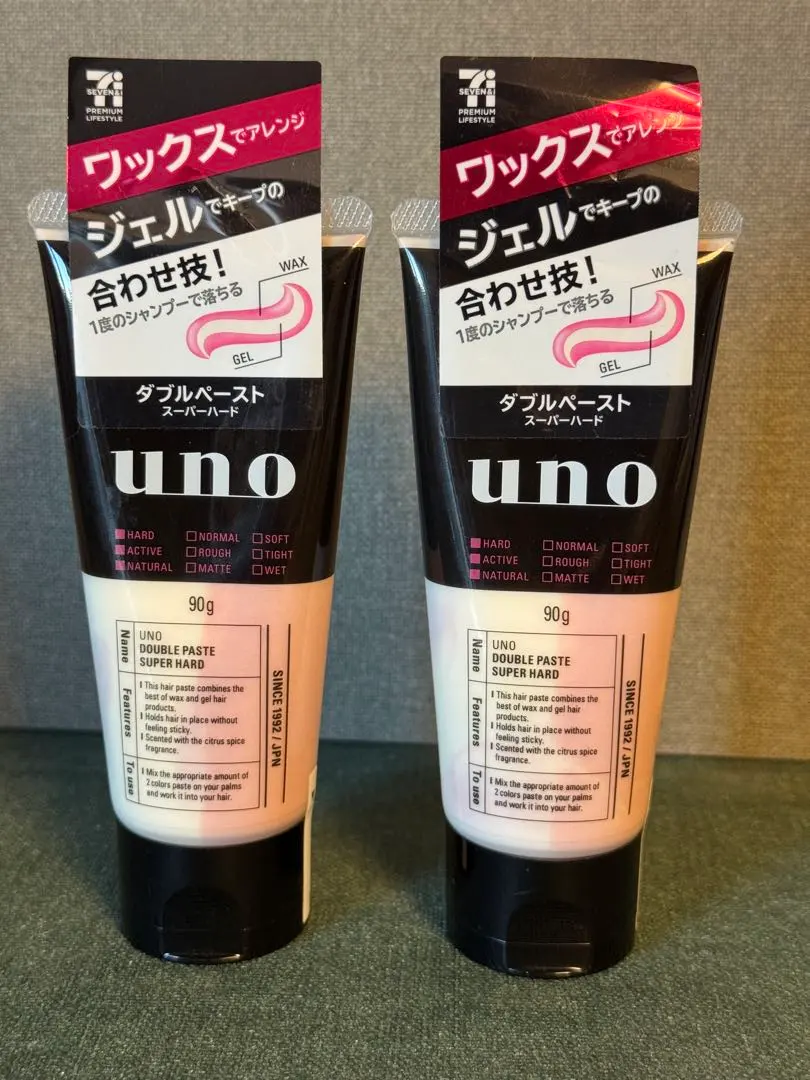 7i
SEVEN&i
PREMIUM
LIFESTYLE
ワックスでアレンジ
ジェルでキープの
合わせ技!
1度のシャンプーで落ちる
WAX
GEL
ダブルペースト
スーパーハード
uno
HARD NORMAL SOFT
ACTIVE ROUGH TIGHT
NATURAL MATTE WET
90g
Name
UNO
DOUBLE PASTE
SUPER HARD
Features
This hair paste combines the
best of wax and gel hair
products.
Holds hair in place without
feeling sticky.
Scented with the citrus spice
fragrance.
To use
Mix the appropriate amount of
2 colors paste on your palms
and work it into your hair.
SINCE 1992 / JPN
7i
SEVEN&i
PREMIUM
LIFESTYLE
ワックスでアレンジ
ジェルでキープの
合わせ技!
1度のシャンプーで落ちる
WAX
GEL
ダブルペースト
スーパーハード
uno
HARD NORMAL SOFT
ACTIVE ROUGH TIGHT
NATURAL MATTE WET
90g
Name
UNO
DOUBLE PASTE
SUPER HARD
Features
This hair paste combines the
best of wax and gel hair
products.
Holds hair in place without
feeling sticky.
Scented with the citrus spice
fragrance.
To use
Mix the appropriate amount of
2 colors paste on your palms
and work it into your hair.
SINCE 1992 / JPN